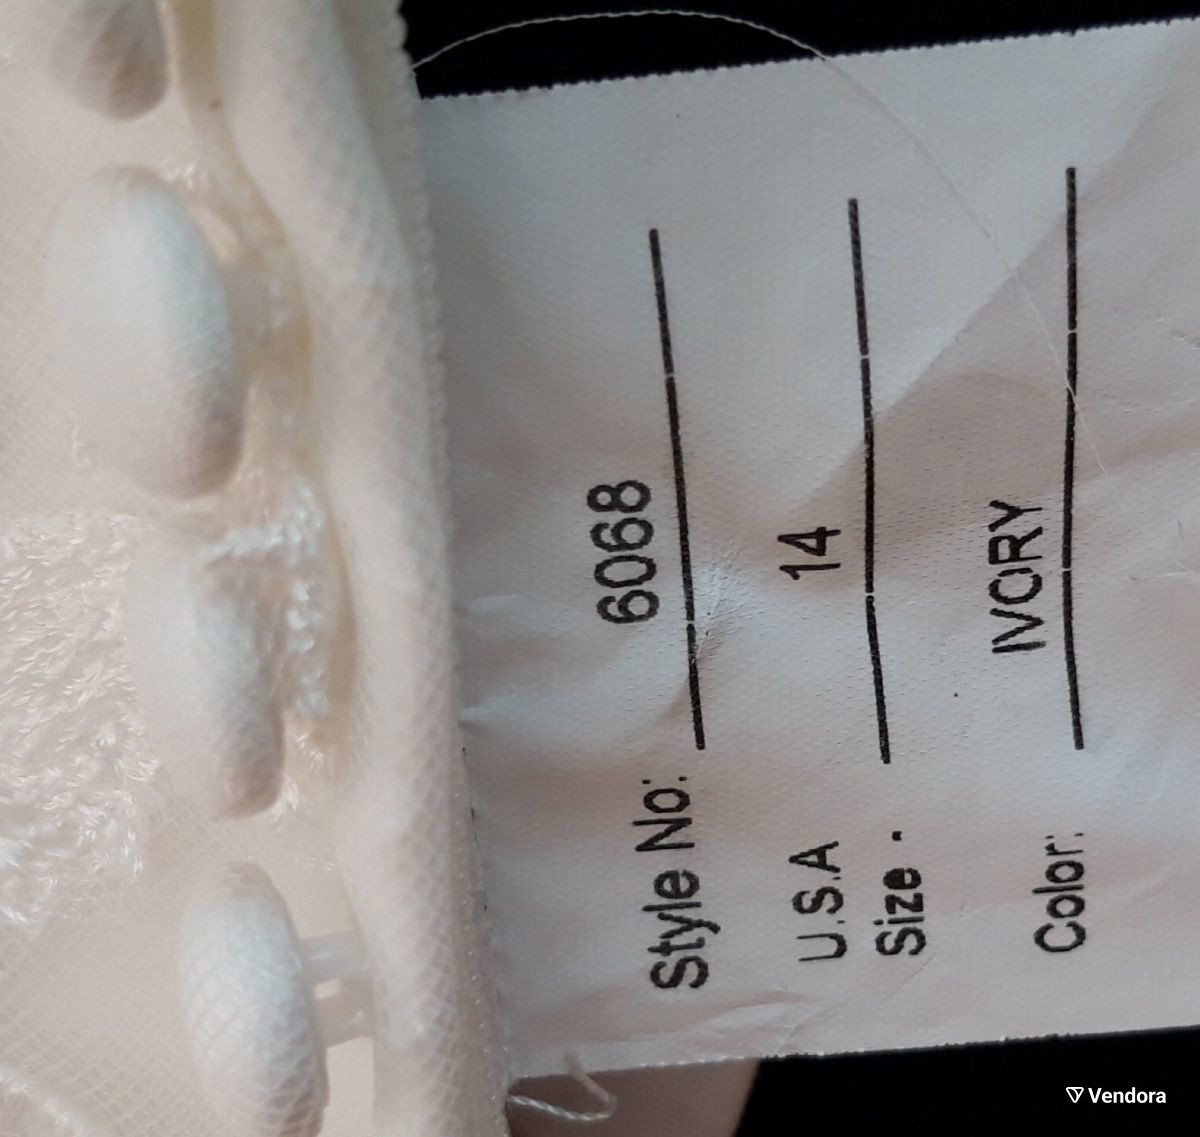 Style No: 6068
U.S.A 14
Size .
Color: IVORY
Vendora